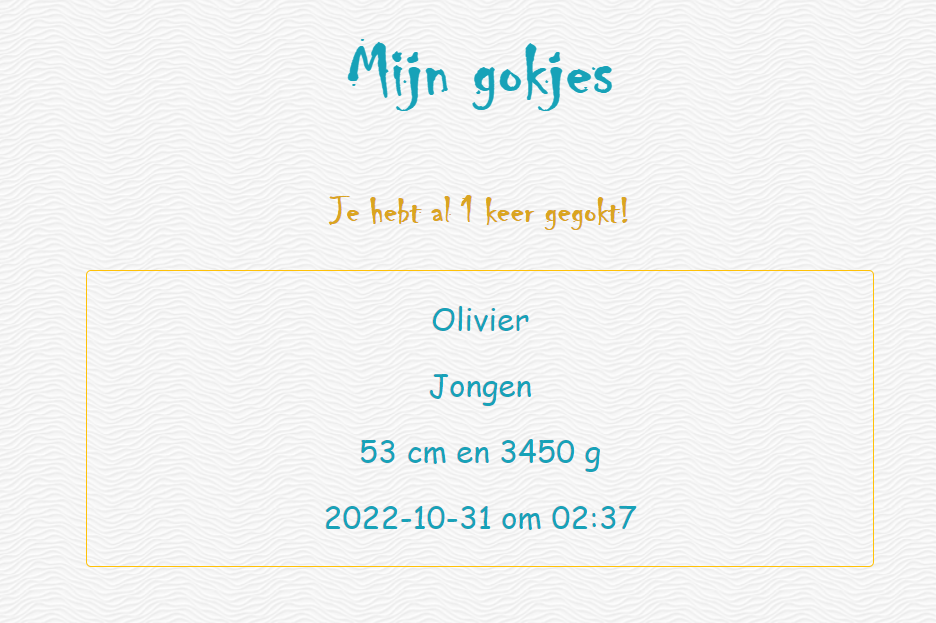 Mijn gokjes
Je hebt al 1 keer gegokt!
Olivier
Jongen
53 cm en 3450 g
2022-10-31 om 02:37